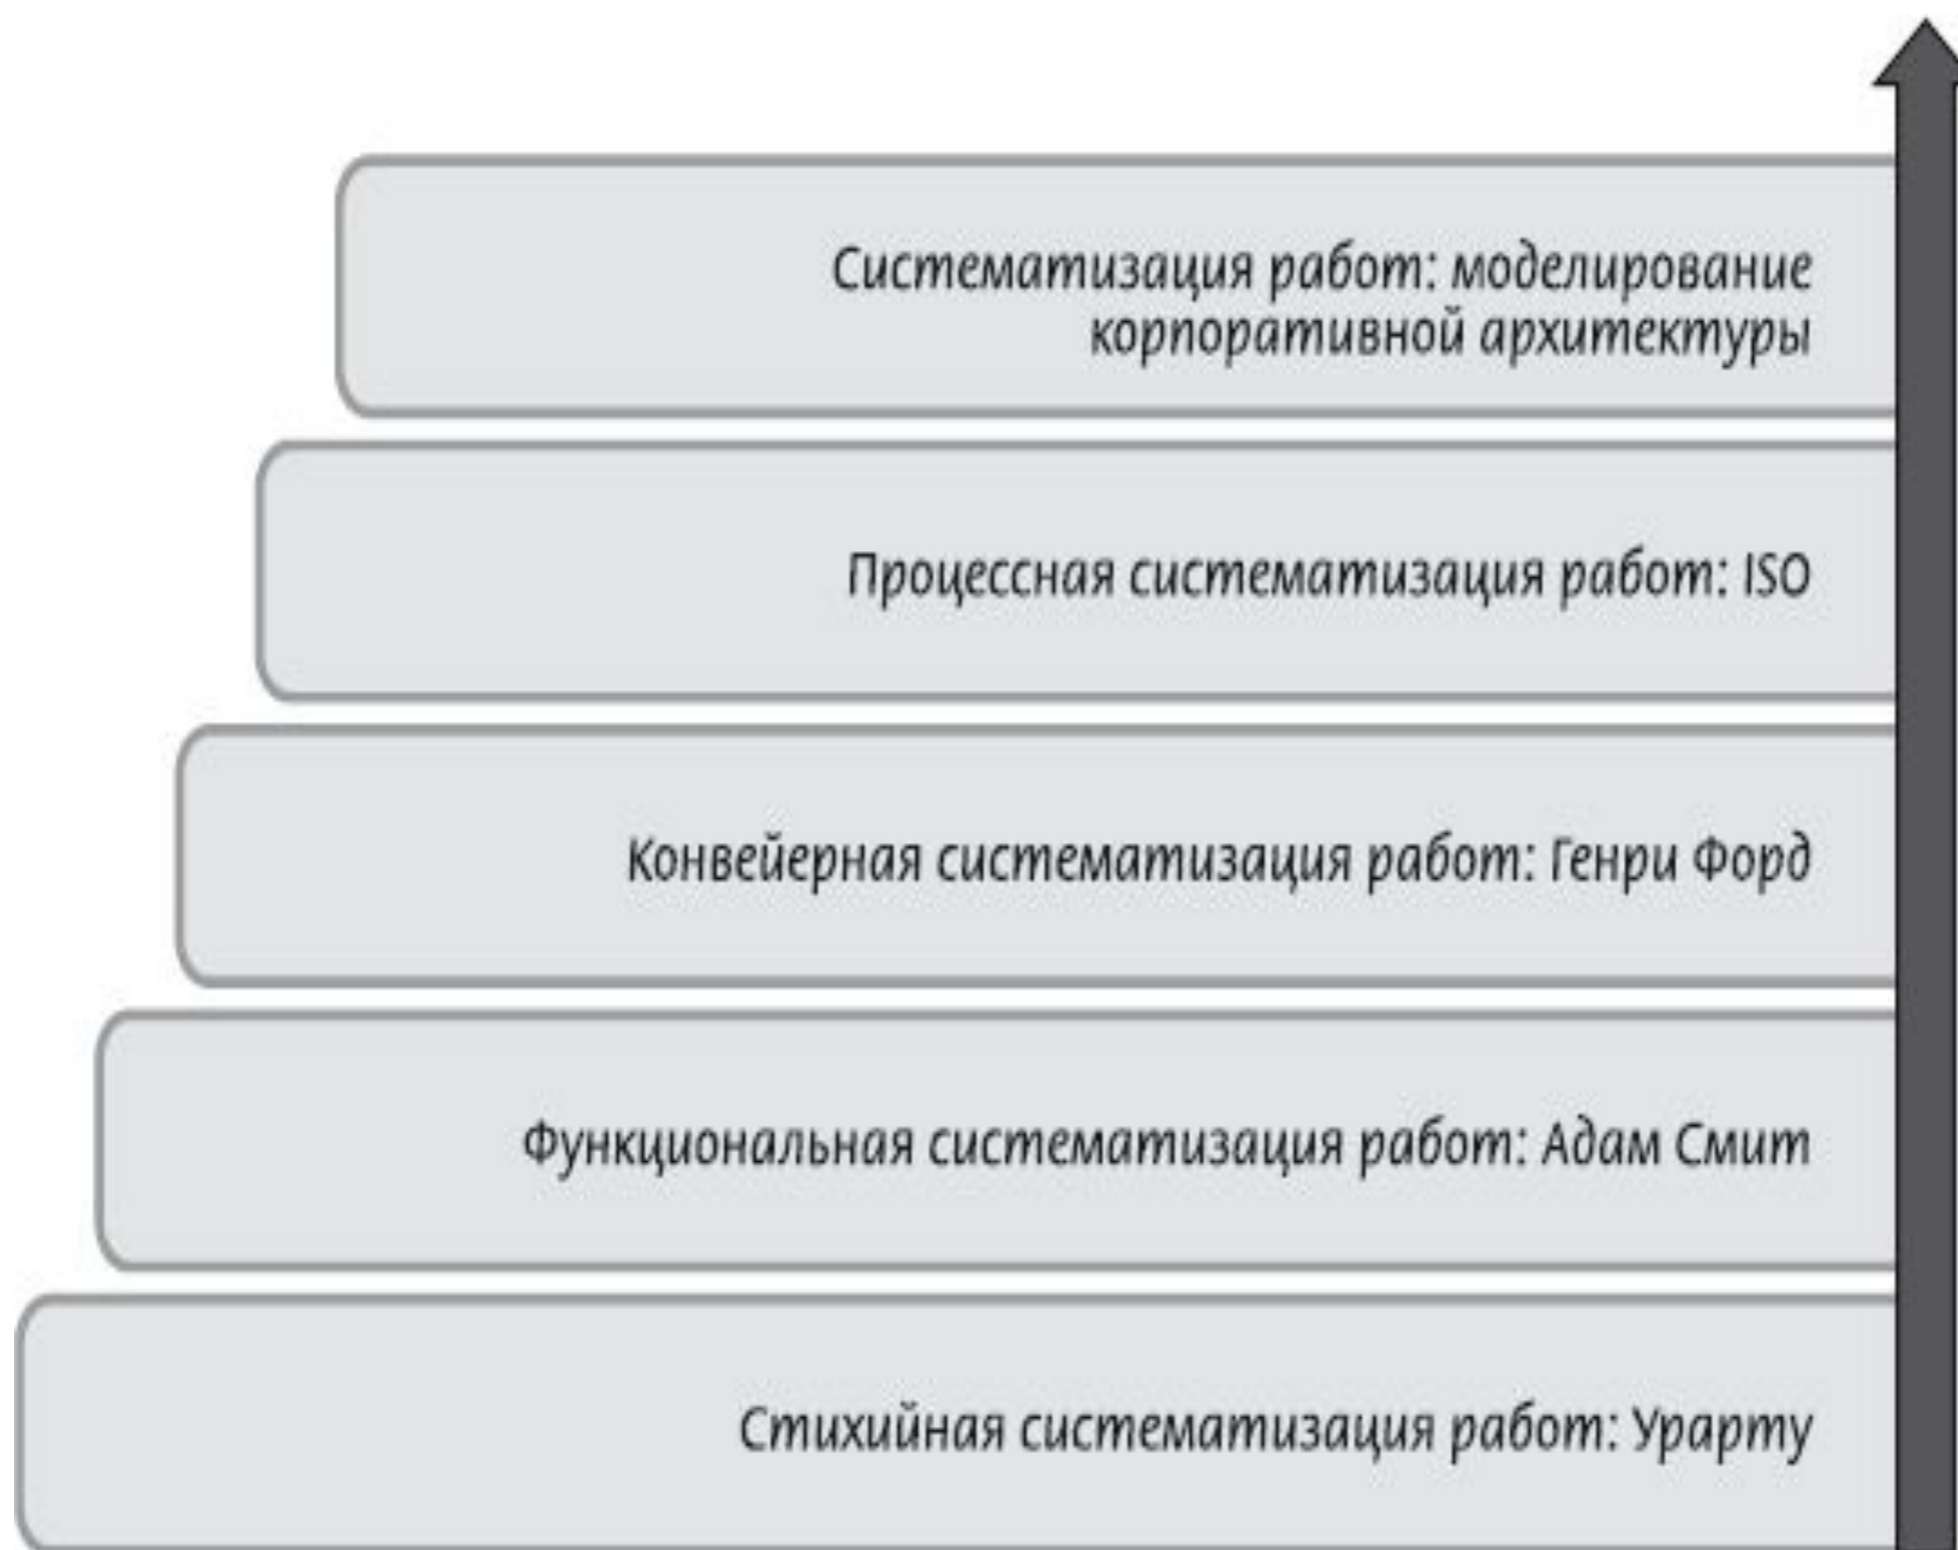 Систематизация работ: моделирование
корпоративной архитектуры
Процессная систематизация работ: ISO
Конвейерная систематизация работ: Генри Форд
Функциональная систематизация работ: Адам Смит
Стихийная систематизация работ: Урарту